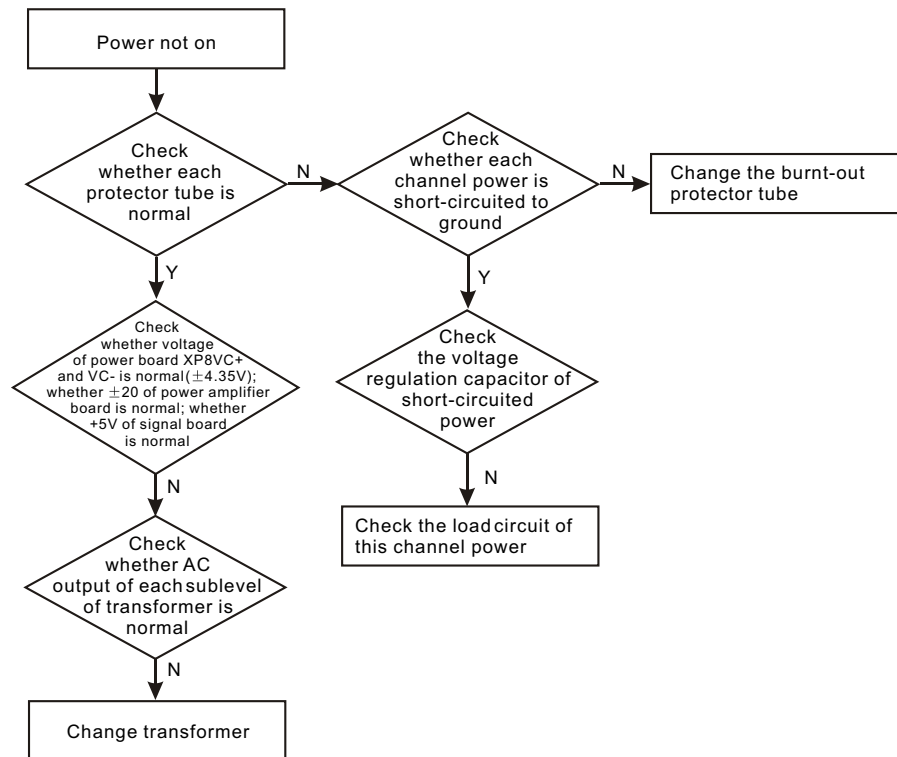 Power not on
Check
whether each
protector tube is
normal
N
Check
whether each
channel power is
short-circuited to
ground
N
Change the burnt-out
protector tube
Y
Y
Check
whether voltage
of power board XP8VC+
and VC- is normal(±4.35V);
whether ±20 of power amplifier
board is normal; whether
+5V of signal board
is normal
Check
the voltage
regulation capacitor of
short-circuited
power
N
N
Check the load circuit of
this channel power
Check
whether AC
output of each sublevel
of transformer is
normal
N
Change transformer